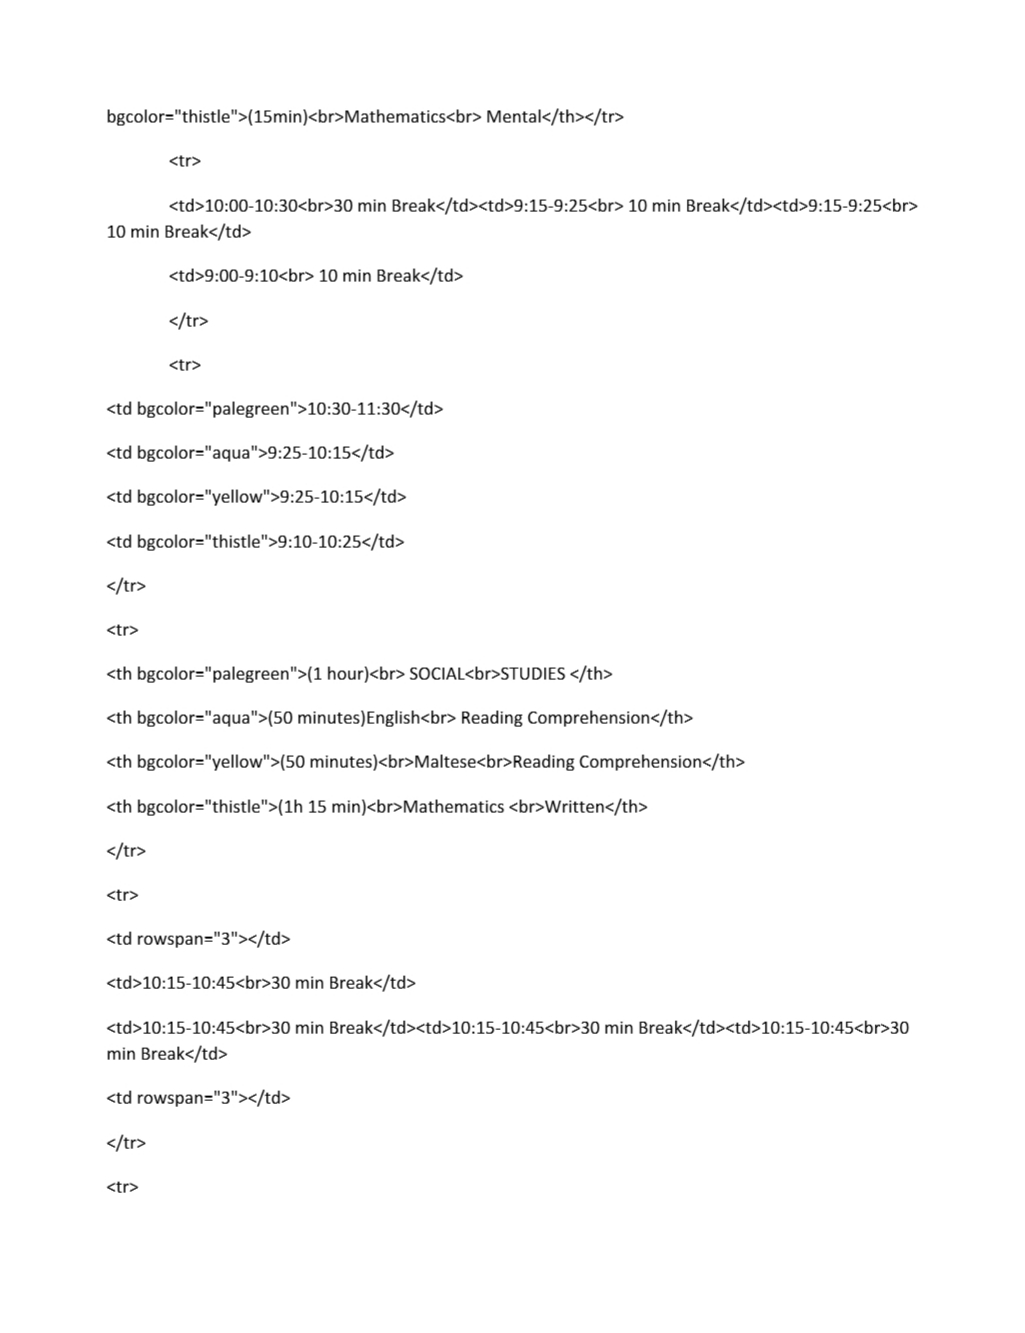 bgcolor="thistle">(15min)<br>Mathematics<br> Mental</th></tr>
<tr>
<td>10:00-10:30<br>30 min Break</td><td>9:15-9:25<br> 10 min Break</td><td>9:15-9:25<br>
10 min Break</td>
<td>9:00-9:10<br> 10 min Break</td>
</tr>
<tr>
<td bgcolor="palegreen">10:30-11:30</td>
<td bgcolor="aqua">9:25-10:15</td>
<td bgcolor="yellow">9:25-10:15</td>
<td bgcolor="thistle">9:10-10:25</td>
</tr>
<tr>
<th bgcolor="palegreen">(1 hour)<br> SOCIAL<br>STUDIES </th>
<th bgcolor="aqua">(50 minutes)English<br> Reading Comprehension</th>
<th bgcolor="yellow">(50 minutes)<br>Maltese<br>Reading Comprehension</th>
<th bgcolor="thistle">(1h 15 min)<br>Mathematics <br>Written</th>
</tr>
<tr>
<td rowspan="3"></td>
<td>10:15-10:45<br>30 min Break</td>
<td>10:15-10:45<br>30 min Break</td><td>10:15-10:45<br>30 min Break</td><td>10:15-10:45<br>30
min Break</td>
<td rowspan="3"></td>
</tr>
<tr>